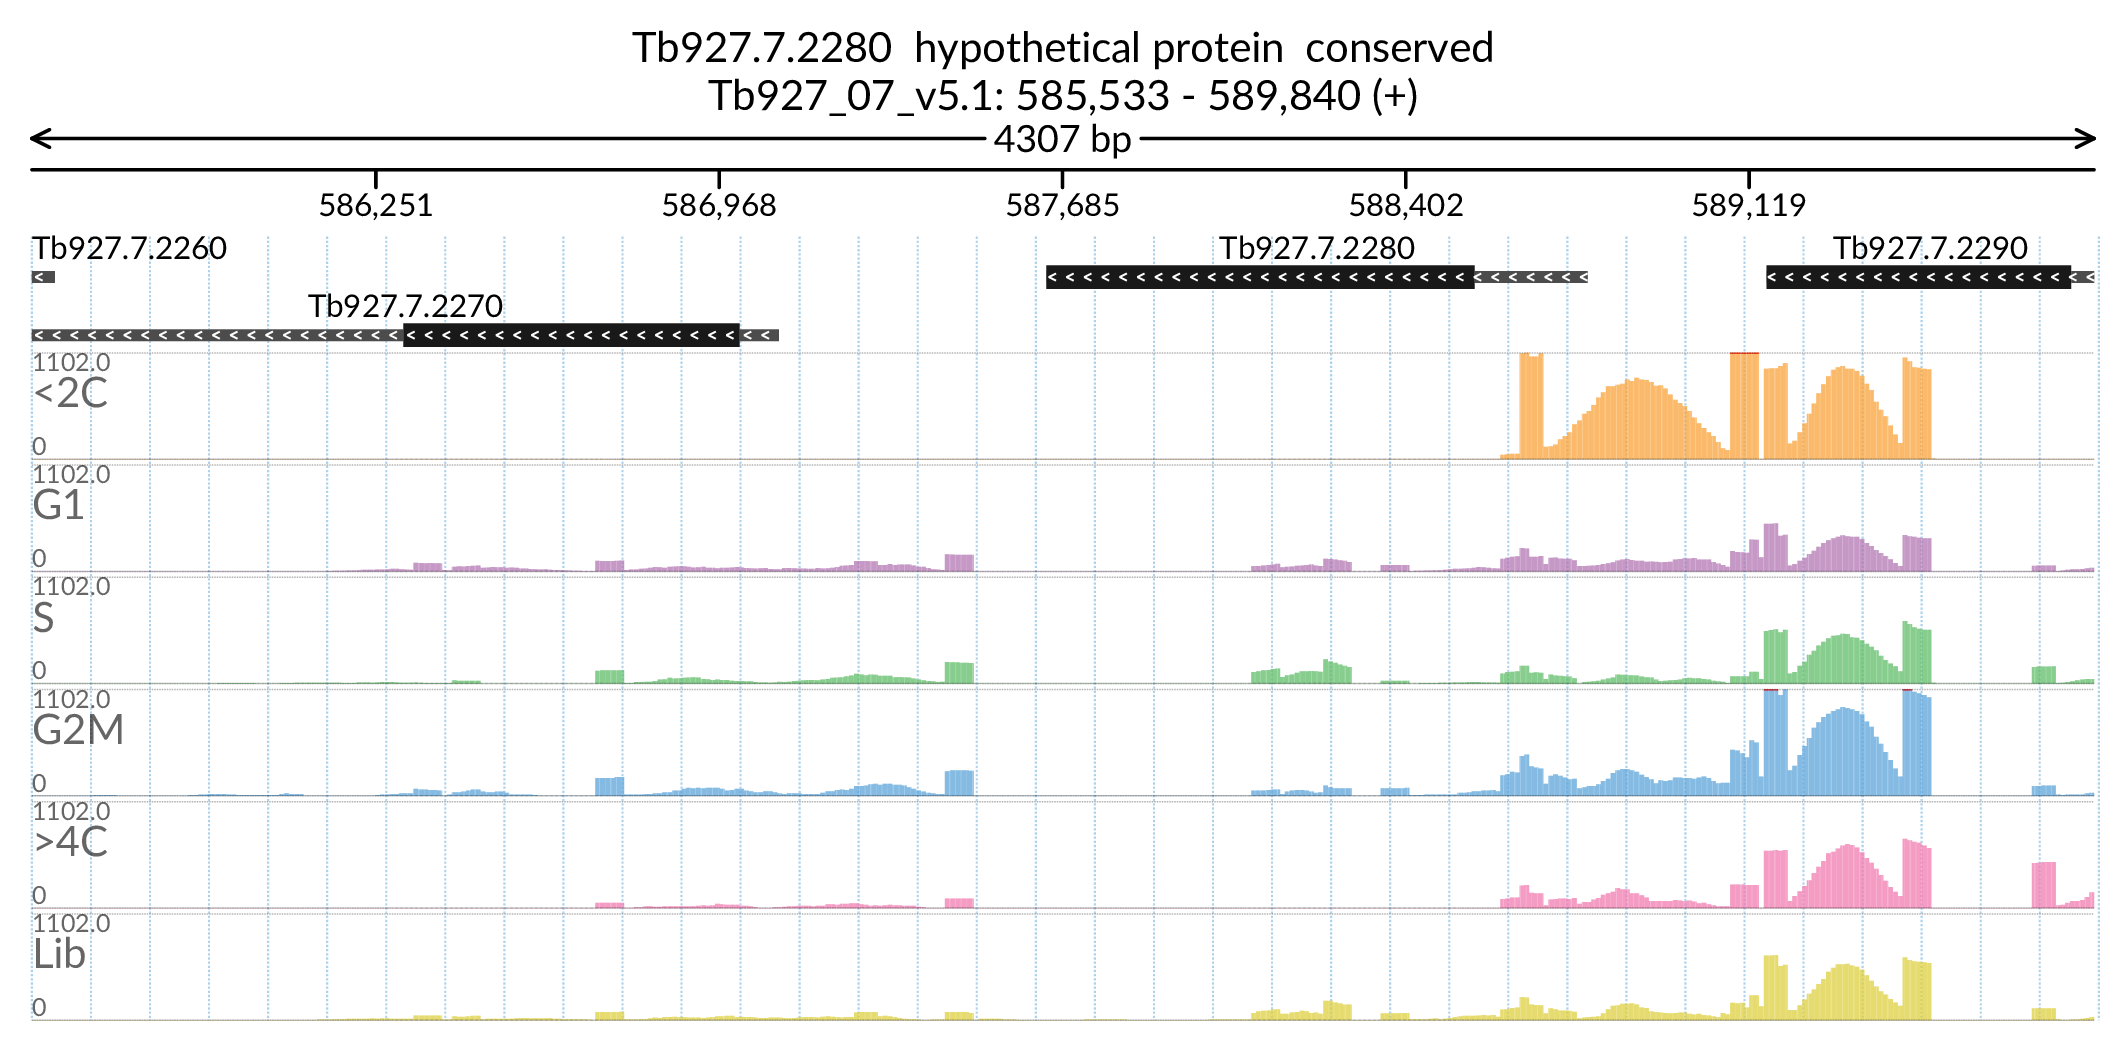 Tb927.7.2280  hypothetical protein  conserved
Tb927_07_v5.1: 585,533 - 589,840 (+)
4307 bp
586,251 586,968 587,685 588,402 589,119
Tb927.7.2260 Tb927.7.2280 Tb927.7.2290
Tb927.7.2270
1102.0
<2C
0
1102.0
G1
0
1102.0
S
0
1102.0
G2M
0
1102.0
>4C
0
1102.0
Lib
0